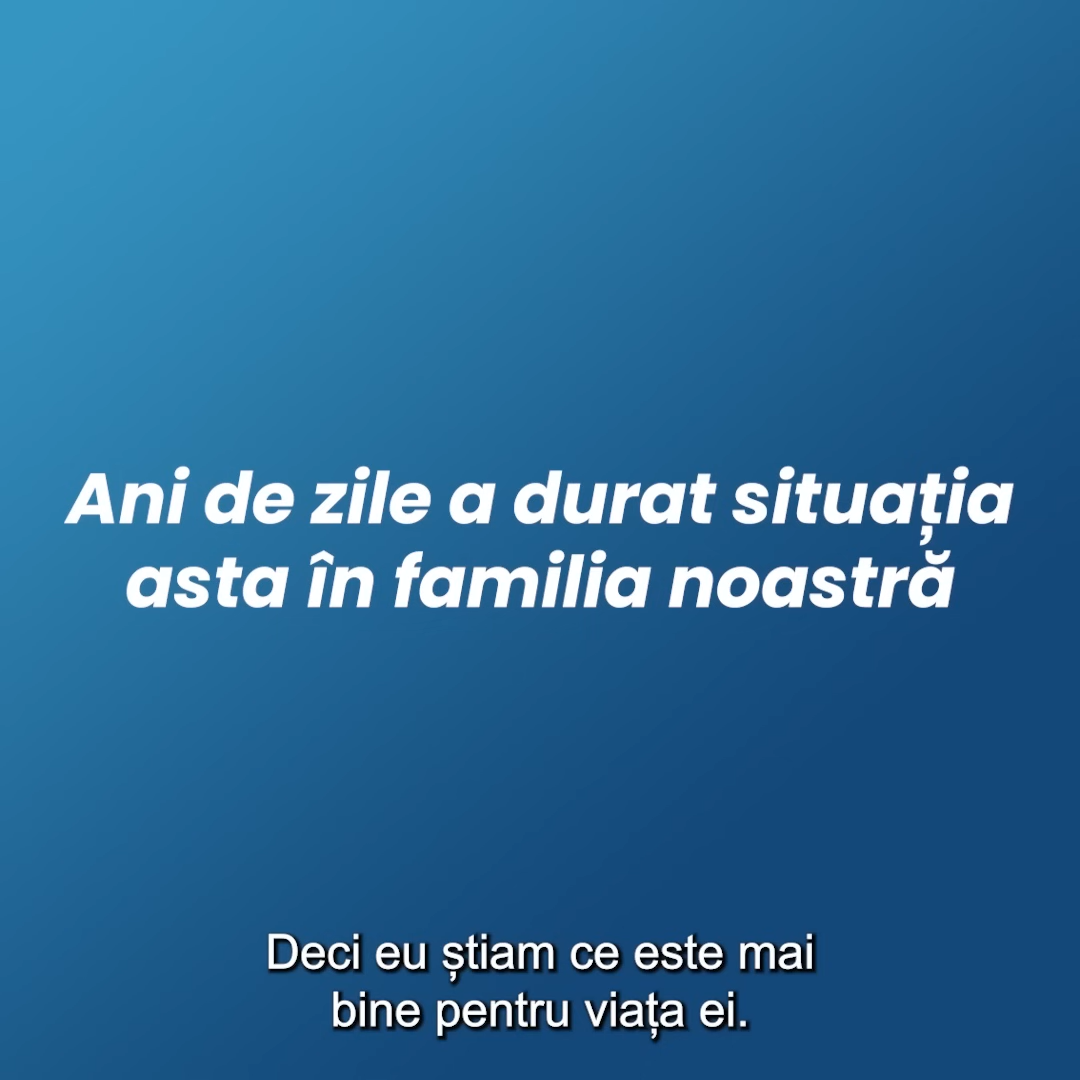 Ani de zile a durat situația
asta în familia noastră
Deci eu știam ce este mai
bine pentru viața ei.